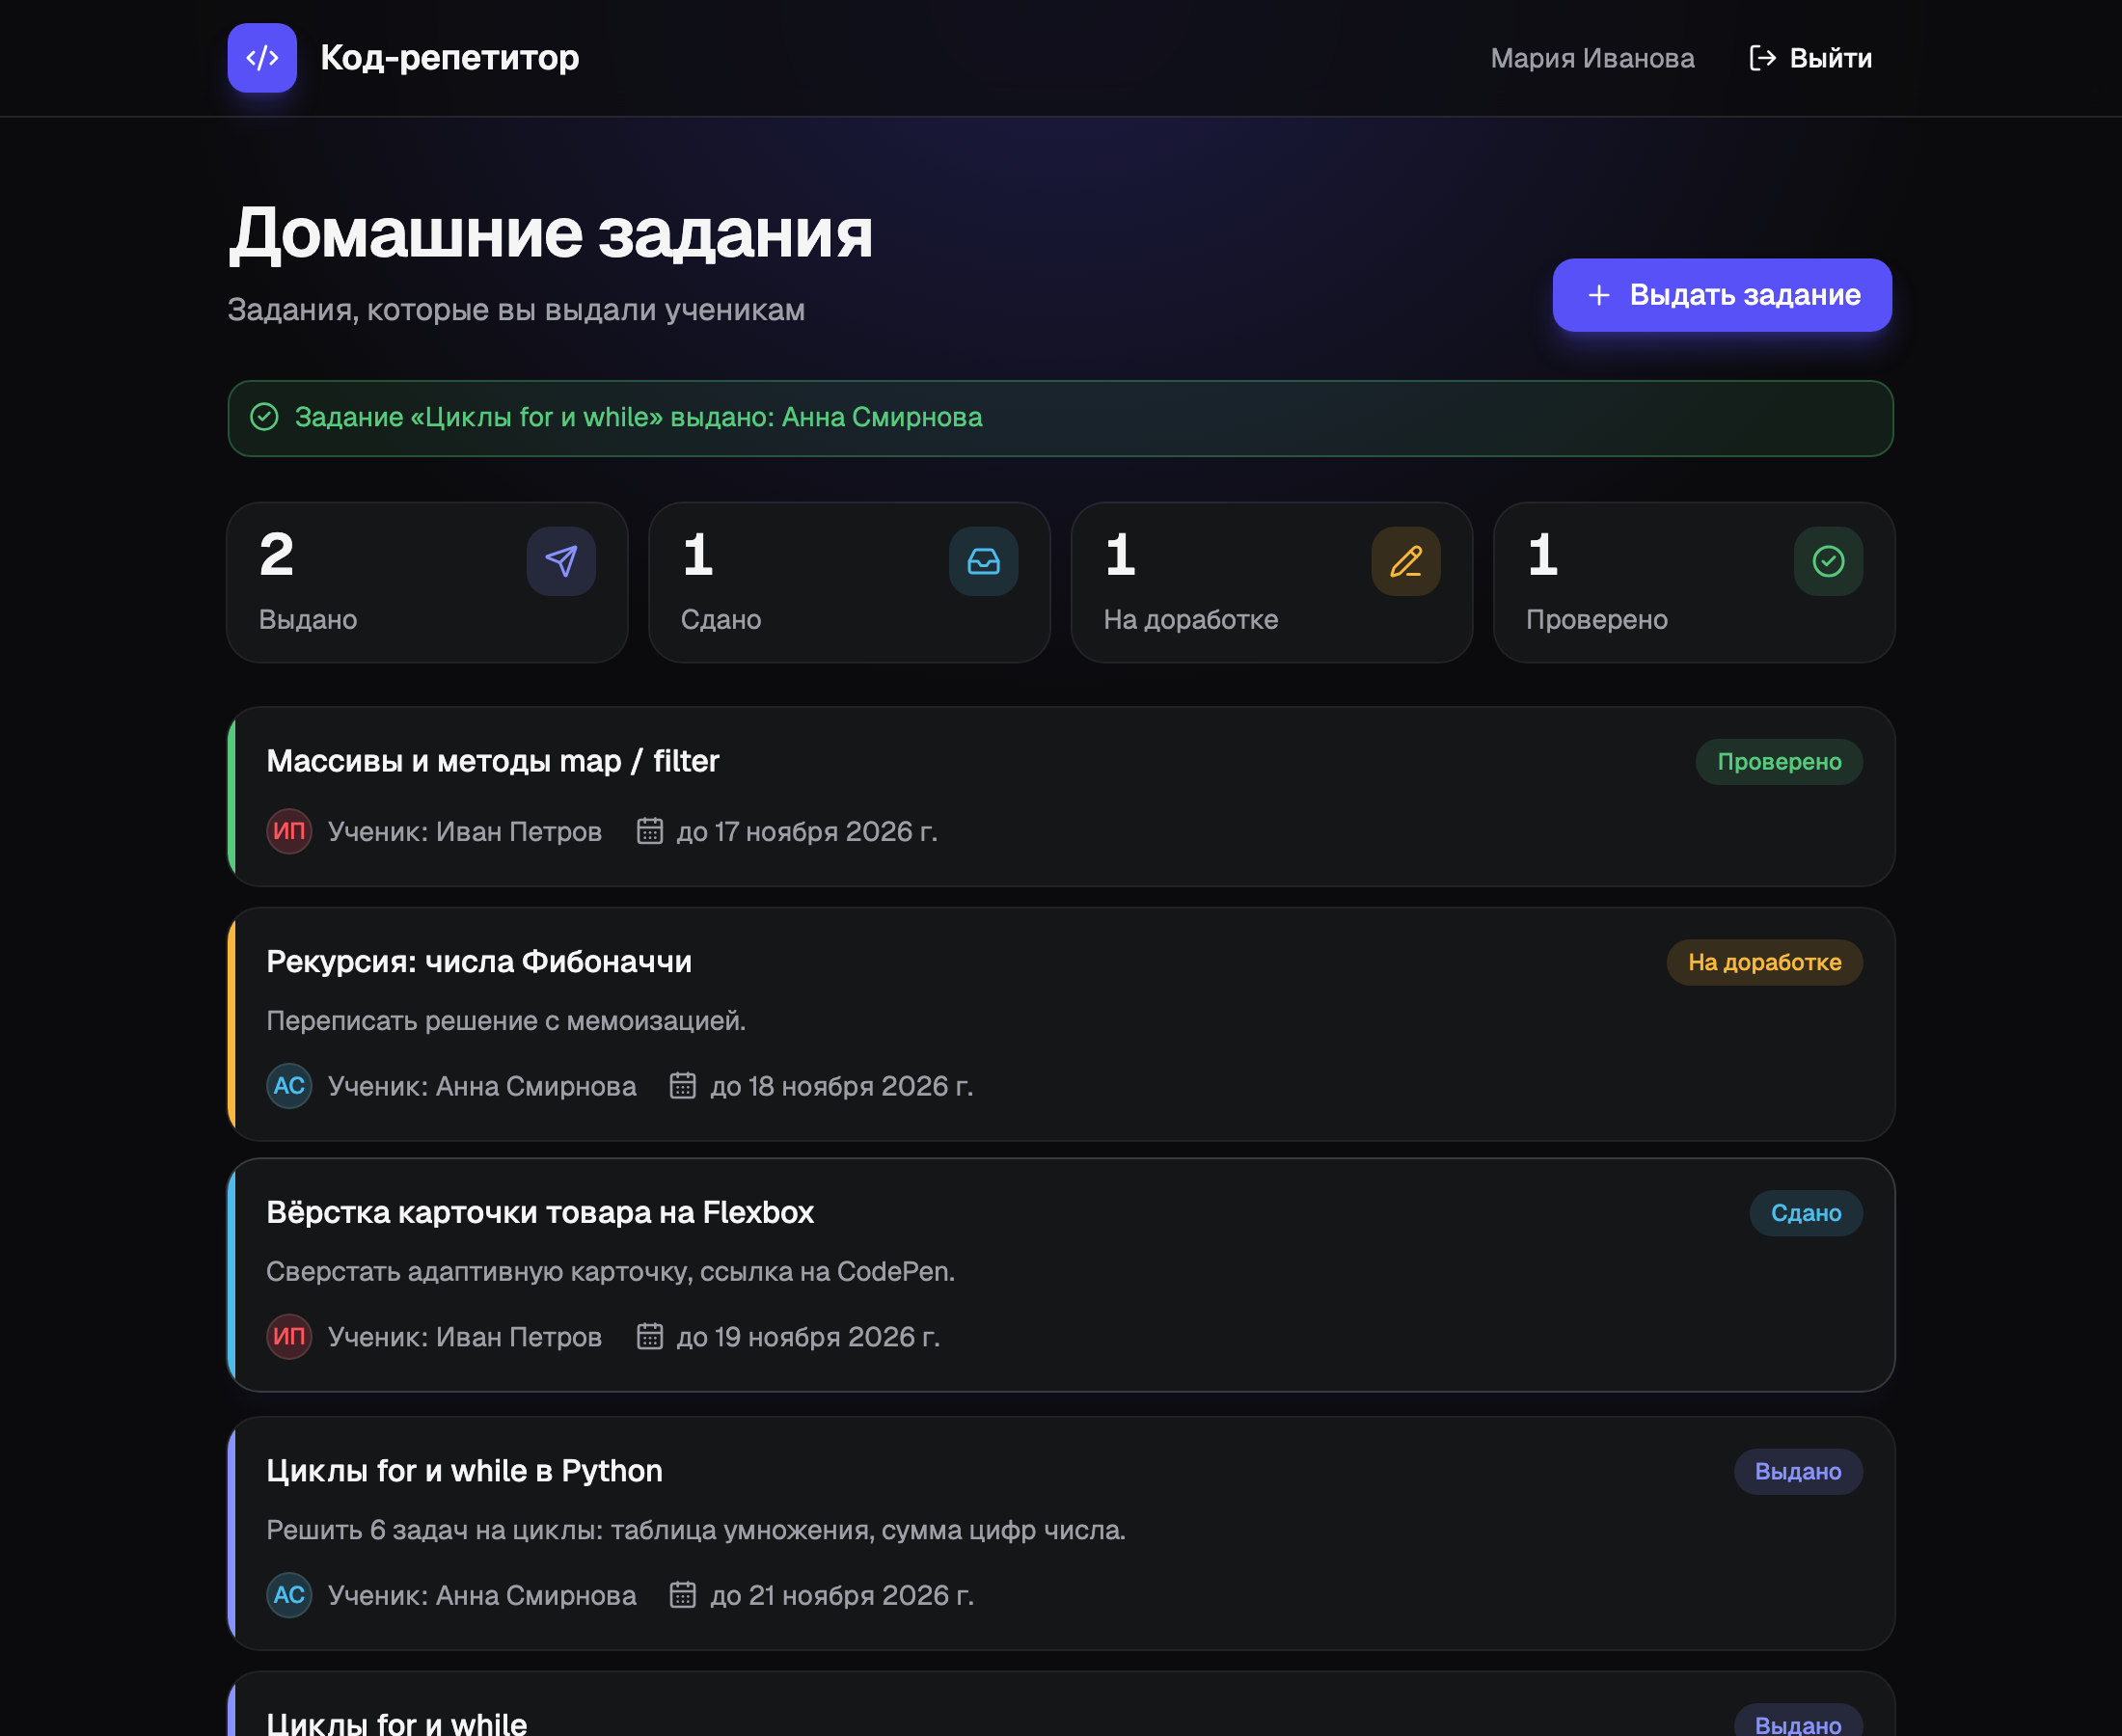 Код-репетитор
Мария Иванова
Выйти
Домашние задания
Задания, которые вы выдали ученикам
Выдать задание
Задание «Циклы for и while» выдано: Анна Смирнова
2
Выдано
1
Сдано
1
На доработке
1
Проверено
Массивы и методы map / filter
Проверено
ИП Ученик: Иван Петров до 17 ноября 2026 г.
Рекурсия: числа Фибоначчи
На доработке
Переписать решение с мемоизацией.
АС Ученик: Анна Смирнова до 18 ноября 2026 г.
Вёрстка карточки товара на Flexbox
Сдано
Сверстать адаптивную карточку, ссылка на CodePen.
ИП Ученик: Иван Петров до 19 ноября 2026 г.
Циклы for и while в Python
Выдано
Решить 6 задач на циклы: таблица умножения, сумма цифр числа.
АС Ученик: Анна Смирнова до 21 ноября 2026 г.
Циклы for и while
Выдано